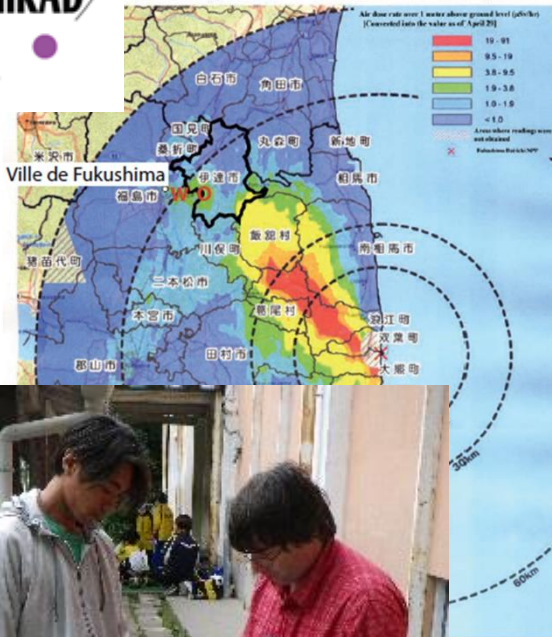 Air dose rate over 1 meter above ground level (μSv/hr)
[Converted into the value as of April 29]
19 - 91
9.5 - 19
3.8 - 9.5
1.9 - 3.8
1.0 - 1.9
< 1.0
Areas where readings were
not obtained
Fukushima Daiichi NPP
白石市
角田市
国見町
丸森町
新地町
桑折町
米沢市
伊達市
相馬市
Ville de Fukushima
福島市
W O
飯舘村
川俣町
南相馬市
猪苗代町
二本松市
葛尾村
浪江町
本宮市
双葉町
田村市
大熊町
郡山市
30km
60km